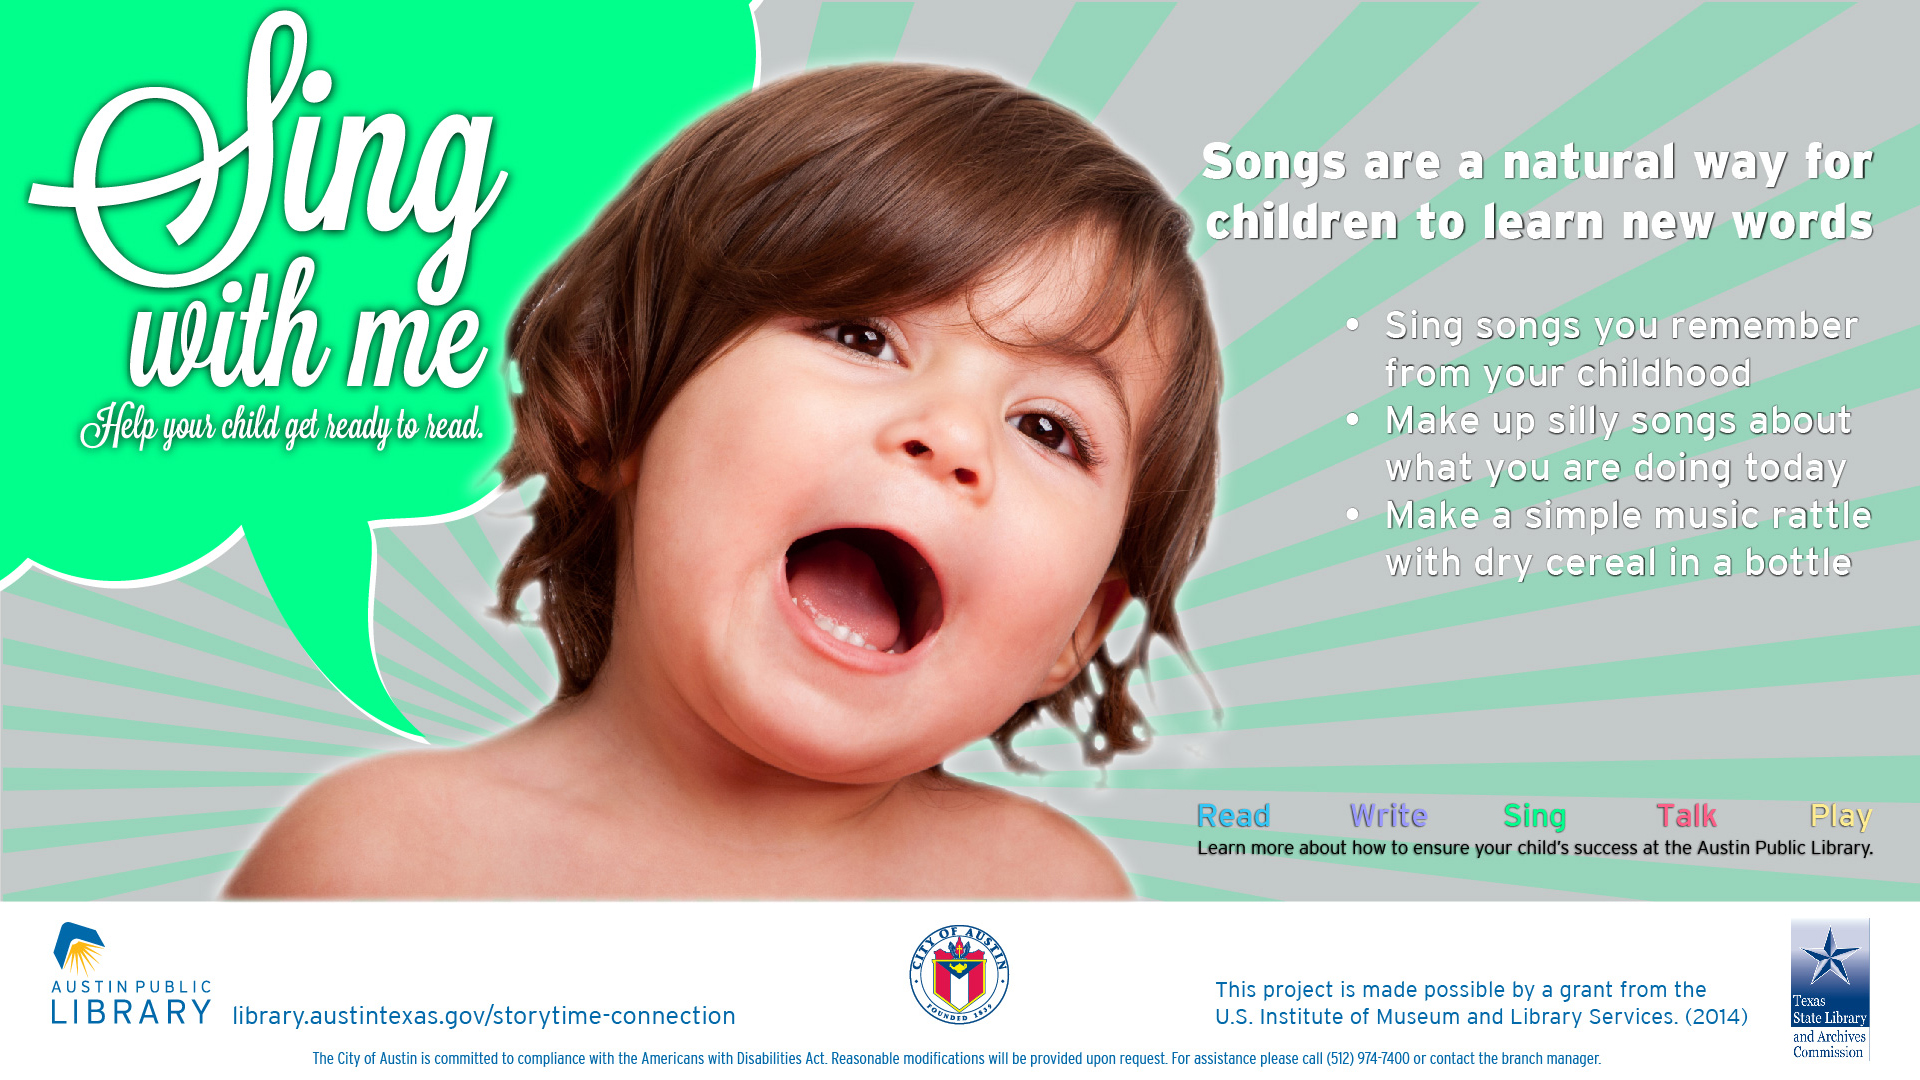 Sing
with me
Help your child get ready to read.
Songs are a natural way for
children to learn new words
• Sing songs you remember
from your childhood
• Make up silly songs about
what you are doing today
• Make a simple music rattle
with dry cereal in a bottle
Read Write Sing Talk Play
Learn more about how to ensure your child's success at the Austin Public Library.
AUSTIN PUBLIC
LIBRARY
library.austintexas.gov/storytime-connection
CITY OF AUSTIN
FOUNDED 1839
This project is made possible by a grant from the
U.S. Institute of Museum and Library Services. (2014)
Texas
State Library
and Archives
Commission
The City of Austin is committed to compliance with the Americans with Disabilities Act. Reasonable modifications will be provided upon request. For assistance please call (512) 974-7400 or contact the branch manager.